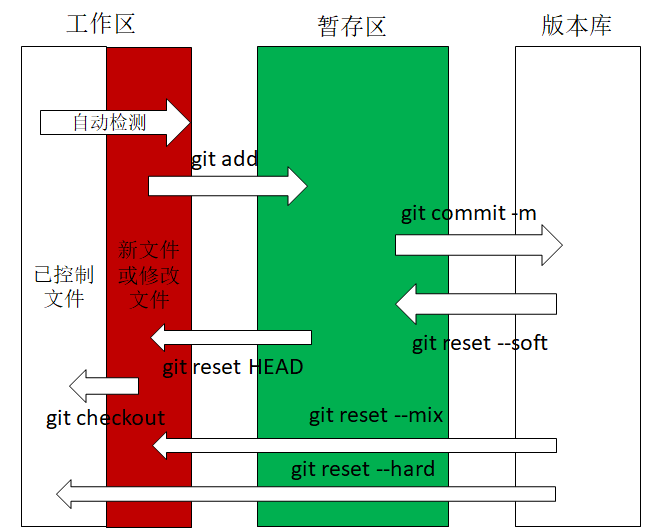 工作区
暂存区
版本库
自动检测
git add
git commit -m
新文件
或修改
文件
已控制
文件
git reset --soft
git reset HEAD
git checkout
git reset --mix
git reset --hard